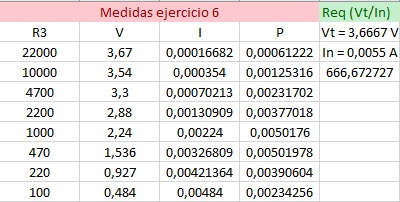 Medidas ejercicio 6 Req (Vt/In)
R3 V I P Vt = 3,6667 V
22000 3,67 0,00016682 0,00061222 In = 0,0055 A
10000 3,54 0,000354 0,00125316 666,672727
4700 3,3 0,00070213 0,00231702
2200 2,88 0,00130909 0,00377018
1000 2,24 0,00224 0,0050176
470 1,536 0,00326809 0,00501978
220 0,927 0,00421364 0,00390604
100 0,484 0,00484 0,00234256